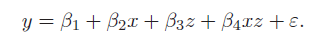 y = β₁ + β₂x + β₃z + β₄xz + ε.